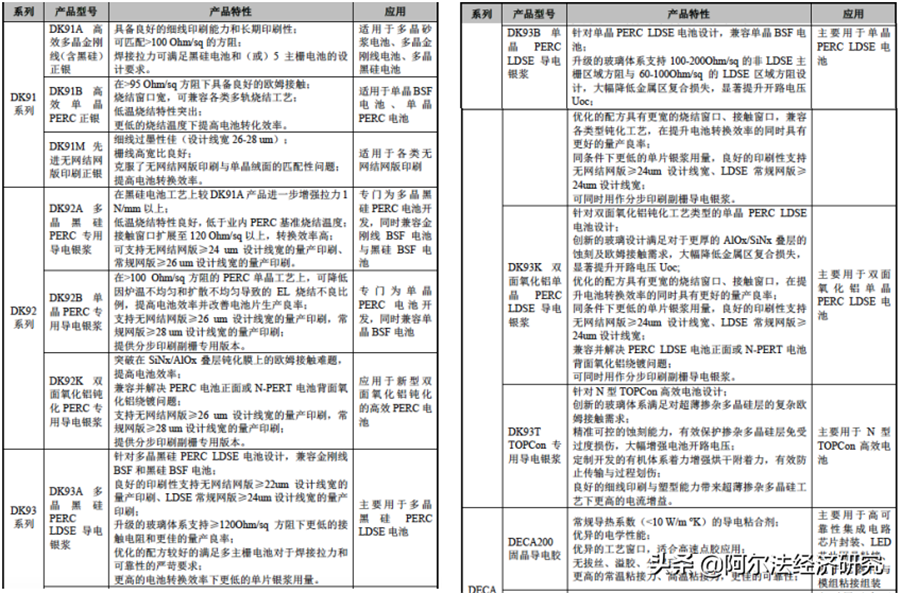 系列 产品型号 产品特性 应用
DK91 系列
DK91A 高
效多晶金刚
线(含黑硅)
正银
具备良好的细线印刷能力和长期印刷性;
可匹配>100 Ohm/sq 的方阻;
焊接拉力可满足黑硅电池和(或) 5 主栅电池的设
计要求。
适用于多晶砂
浆电池、多晶金
刚线电池、多晶
黑硅电池
DK91B 高
效 单 晶
PERC 正银
在>95 Ohm/sq 方阻下具备良好的欧姆接触;
烧结窗口宽,可兼容各类多轨烧结工艺;
低温烧结特性突出;
更低的烧结温度下提高电池转化效率。
适用于单晶 BSF
电池、单晶
PERC 电池
DK91M 先
进无网结网
版印刷正银
细线过墨性佳(设计线宽 26-28 um);
栅线高宽比良好;
克服了无网结网版印刷与单晶绒面的匹配性问题;
提高电池转换效率。
适用于各类无
网结网版印刷
DK92
系列
DK92A 多
晶 黑 硅
PERC 专用
导电银浆
在黑硅电池工艺上较 DK91A 产品进一步增强拉力 1
N/mm 以上;
低温烧结特性良好,低于业内 PERC 基准烧结温度;
接触窗口扩展至 120 Ohm/sq 以上,转换效率高;
可支持无网结网版≥24 um 设计线宽的量产印刷、
常规网版≥26 um 设计线宽的量产印刷。
专门为多晶黑
硅 PERC 电池开
发,同时兼容金
刚线 BSF 电池
与黑硅 BSF 电
池
DK92B 单
晶 PERC 专
用导电银浆
在>100 Ohm/sq 方阻的 PERC 单晶工艺上,可降低
因炉温不均匀和扩散不均匀导致的 EL 烧结不良比
例,提高电池效率并改善电池片生产良率;
支持无网结网版≥26 um 设计线宽的量产印刷,常
规网版≥28 um 设计线宽的量产印刷;
提供分步印刷副栅专用版本。
专门为单晶
PERC 电池开
发,同时兼容单
晶 BSF 电池
DK92K 双
面氧化铝钝
化 PERC 专
用导电银浆
突破在 SiNx/AlOx 叠层钝化膜上的欧姆接触难题,
提高电池效率;
兼容并解决 PERC 电池正面或 N-PERT 电池背面氧
化铝绕镀问题;
支持无网结网版≥26 um 设计线宽的量产印刷,常
规网版≥28 um 设计线宽的量产印刷;
提供分步印刷副栅专用版本。
应用于新型双
面氧化铝钝化
的高效 PERC 电
池
DK93
系列
DK93A 多
晶 黑 硅
PERC
LDSE 导电
银浆
针对多晶黑硅 PERC LDSE 电池设计,兼容金刚线
BSF 和黑硅 BSF 电池;
良好的印刷性支持无网结网版≥22um 设计线宽的
量产印刷、LDSE 常规网版≥24um 设计线宽的量产
印刷;
升级的玻璃体系支持≥120Ohm/sq 方阻下更低的接
触电阻和更佳的量产良率;
优化的配方较好的满足多主栅电池对于焊接拉力和
可靠性的严苛要求;
更高的电池转换效率下更低的单片银浆用量。
主要用于多晶
黑硅 PERC
LDSE 电池
系列 产品型号 产品特性 应用
DK93B 单
晶 PERC
LDSE 导电
银浆
针对单晶 PERC LDSE 电池设计,兼容单晶 BSF 电
池;
升级的玻璃体系支持 100-200Ohm/sq 的非 LDSE 主
栅区域方阻与 60-100Ohm/sq 的 LDSE 区域方阻设
计,大幅降低金属区复合损失,显著提升开路电压
Uoc;
主要用于单晶
PERC LDSE 电
池
优化的配方具有更宽的烧结窗口、接触窗口,兼容
各类型钝化工艺,在提升电池转换效率的同时具有
更好的量产良率;
同条件下更低的单片银浆用量,良好的印刷性支持
无网结网版≥24um 设计线宽、LDSE 常规网版≥
24um 设计线宽;
可同时用作分步印刷副栅导电银浆。
DK93K 双
面氧化铝单
晶 PERC
LDSE 导电
银浆
针对双面氧化铝钝化工艺类型的单晶 PERC LDSE
电池设计;
创新的玻璃设计满足对于更厚的 AlOx/SiNx 叠层的
蚀刻及欧姆接触需求,大幅降低金属区复合损失,
显著提升开路电压 Uoc;
优化的配方具有更宽的烧结窗口、接触窗口,在提
升电池转换效率的同时具有更好的量产良率;
同条件下更低的单片银浆用量,良好的印刷性支持
无网结网版≥24um 设计线宽、LDSE 常规网版≥
24um 设计线宽;
兼容并解决 PERC LDSE 电池正面或 N-PERT 电池
背面氧化铝绕镀问题;
可同时用作分步印刷副栅导电银浆。
主要用于双面
氧化铝单晶
PERC LDSE 电
池
DK93T
TOPCon 专
用导电银浆
针对 N 型 TOPCon 高效电池设计;
创新的玻璃体系满足对超薄掺杂多晶硅层的复杂欧
姆接触需求;
精准可控的蚀刻能力,有效保护掺杂多晶硅层免受
过度损伤,大幅增强电池开路电压;
定制开发的有机体系着力增强烘干附着力,有效防
止传输与过程划伤;
良好的细线印刷与塑型能力带来超薄掺杂多晶硅工
艺下更高的电流增益。
主要用于 N 型
TOPCon 高效电
池
DECA
DECA200
固晶导电胶
常规导热系数 (<10 W/m °K) 的导电粘合剂;
优异的电学性能;
优异的工艺窗口,适合高速点胶应用;
无拔丝、溢胶、
更高的常温粘接力、高温粘接力,更佳的可靠性;
主要用于高可
靠性集成电路
芯片封装、LED
与
模组粘接组装
头条 @阿尔法经济研究